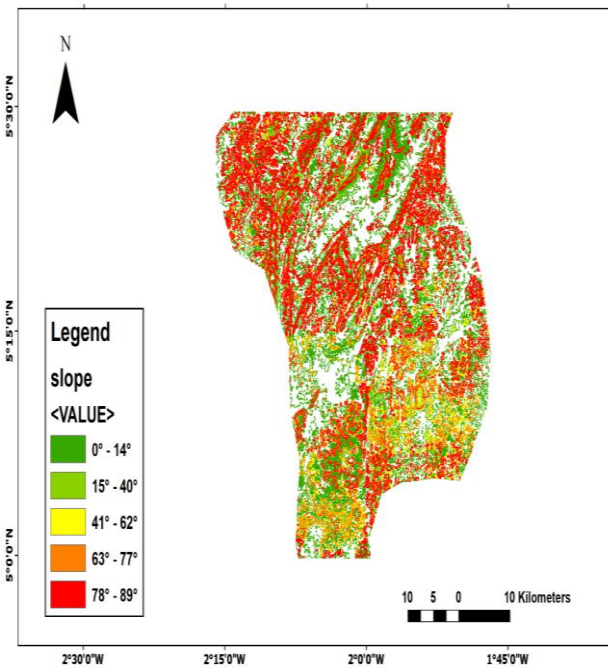 N
5°30'0"N
5°15'0"N
5°0'0"N
Legend
slope
<VALUE>
0° - 14°
15° - 40°
41° - 62°
63° - 77°
78° - 89°
10 5 0 10 Kilometers
2°30'0"W 2°15'0"W 2°0'0"W 1°45'0"W